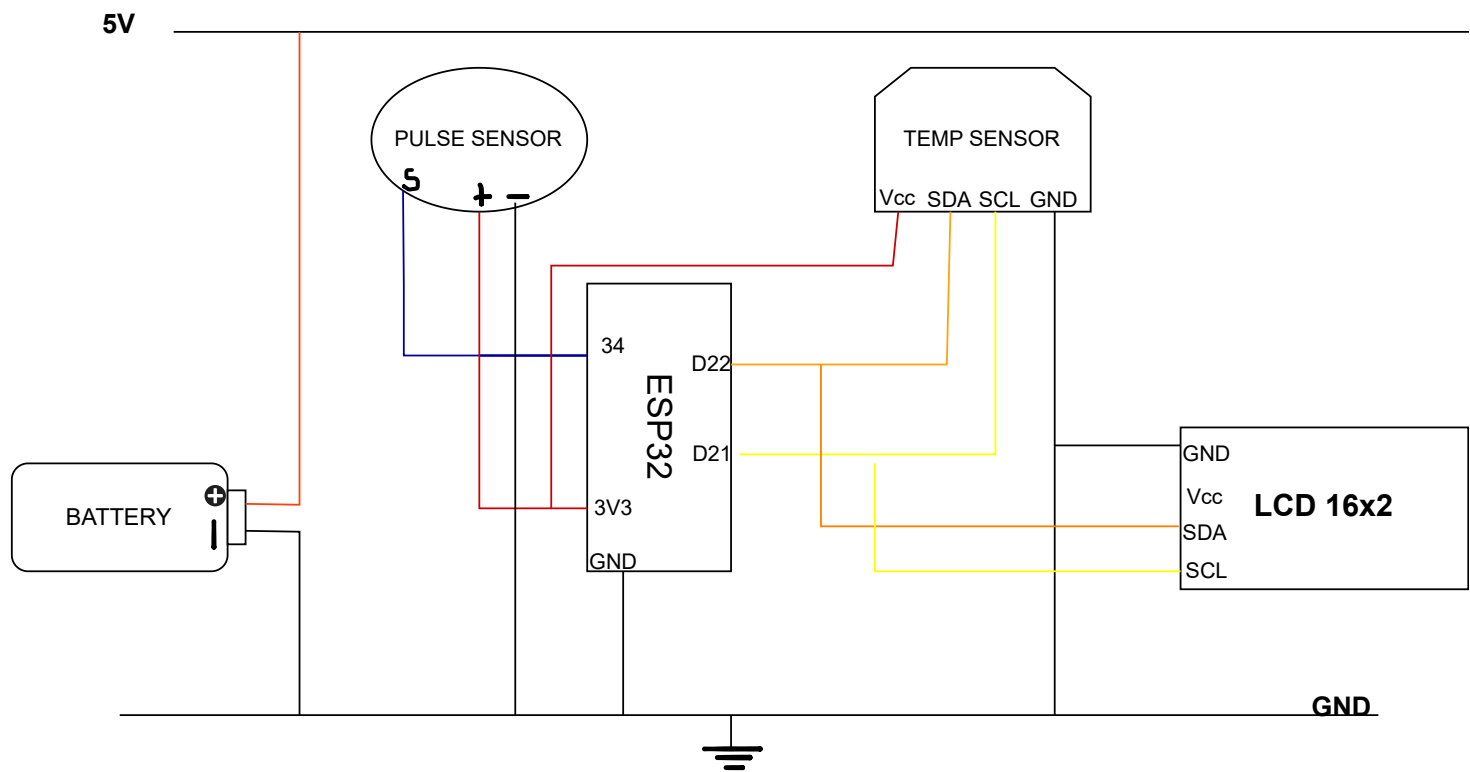 5V
PULSE SENSOR
S + -
TEMP SENSOR
Vcc SDA SCL GND
34
D22
ESP32
D21
3V3
GND
BATTERY
+
-
GND
Vcc
LCD 16x2
SDA
SCL
GND